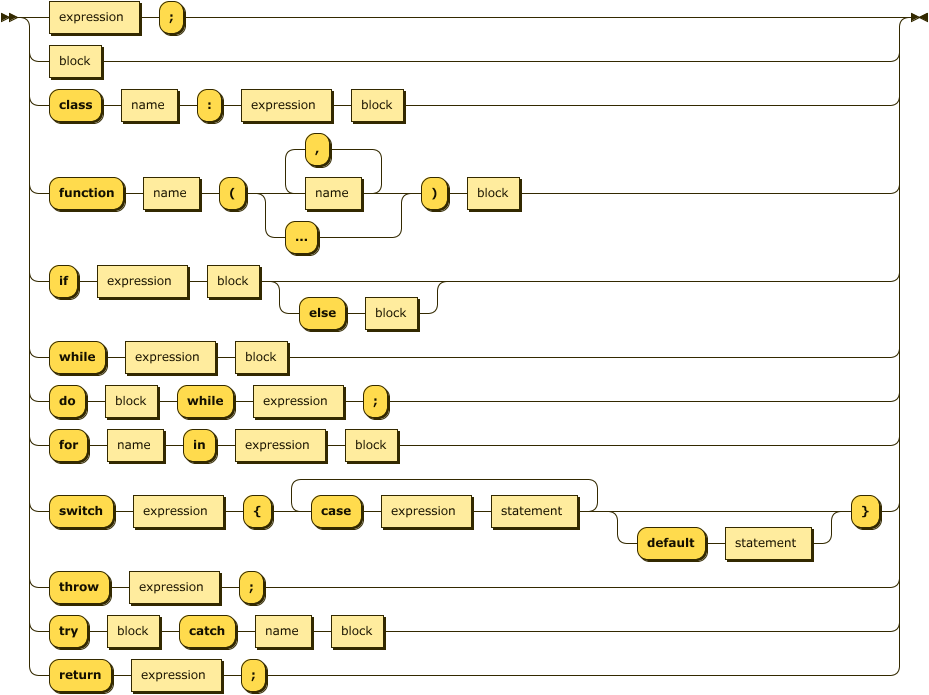 expression ;
block
class name : expression block
,
function name ( name ) block
...
if expression block
else block
while expression block
do block while expression ;
for name in expression block
switch expression { case expression statement }
default statement
throw expression ;
try block catch name block
return expression ;